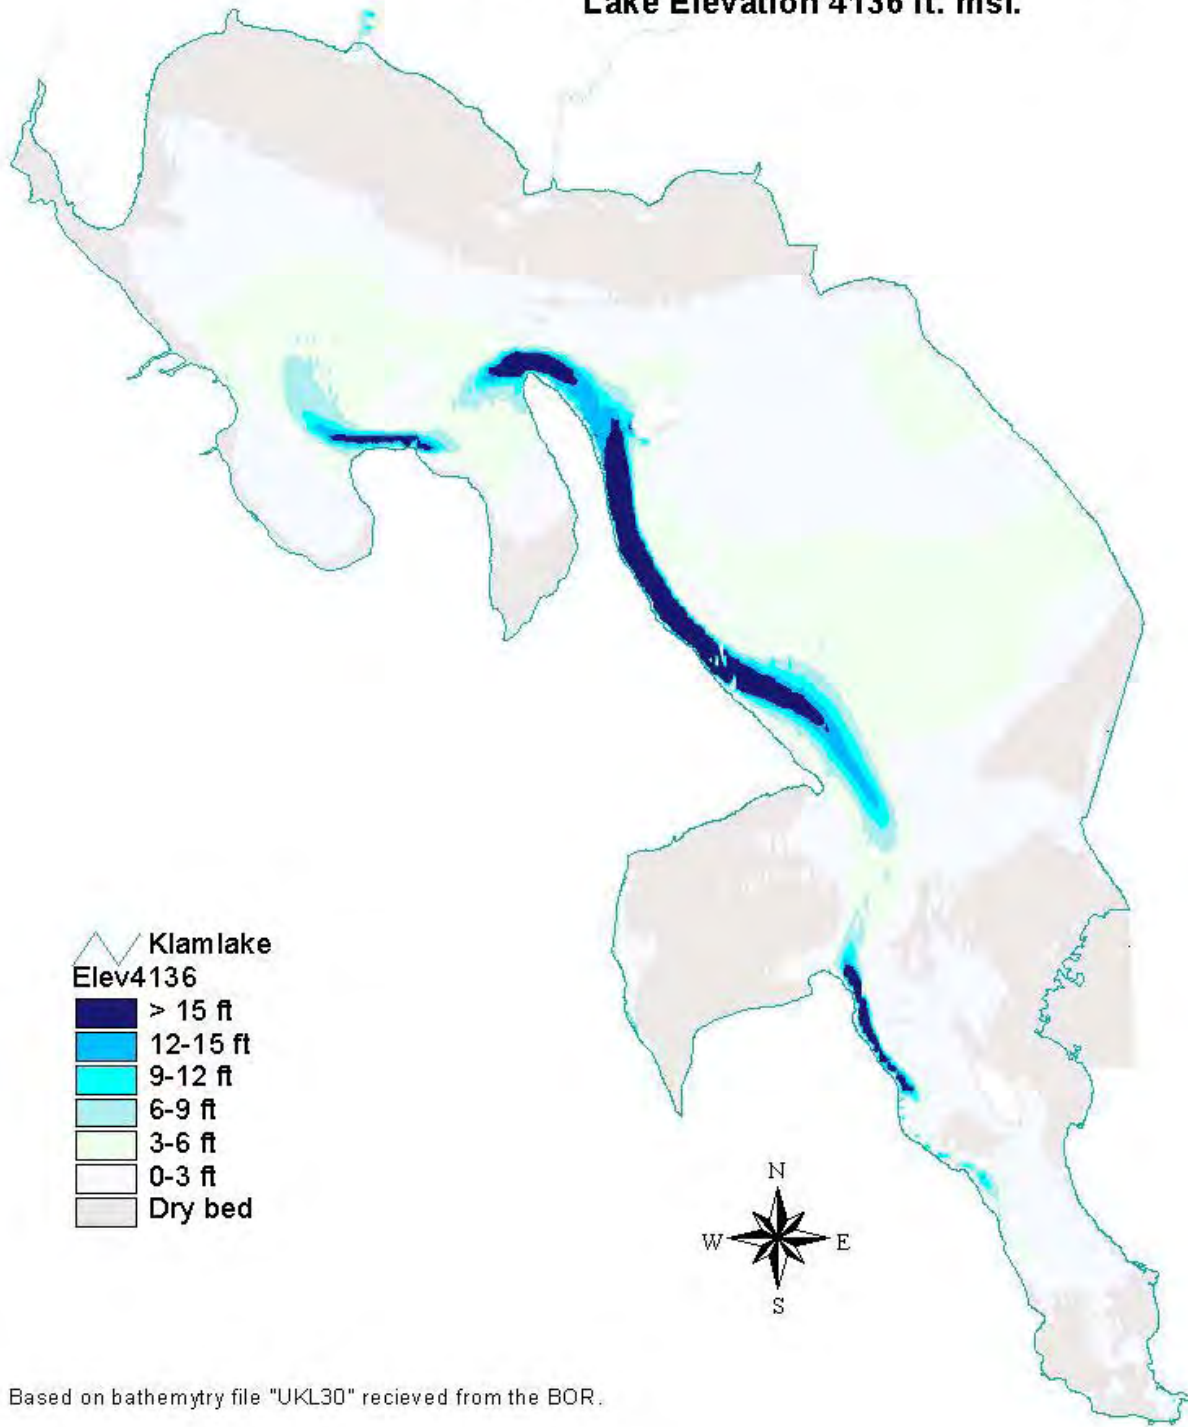 Lake Elevation 4136 ft. msl.
Klamlake
Elev4136
> 15 ft
12-15 ft
9-12 ft
6-9 ft
3-6 ft
0-3 ft
Dry bed
N
W E
S
Based on bathemytry file "UKL30" recieved from the BOR.